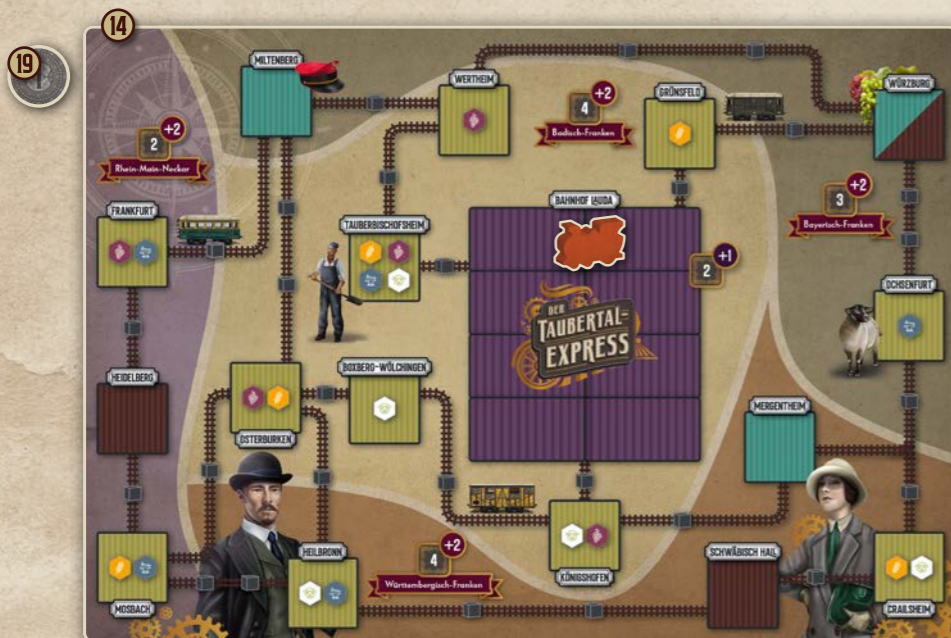 14
19
MILTENBERG
WERTHEIM
GRÜNSFELD
WÜRZBURG
+2
4
Badisch-Franken
+2
2
Rhein-Main-Neckar
+2
3
Bayerisch-Franken
FRANKFURT
TAUBERBISCHOFSHEIM
BAHNHOF LAUDA
+1
2
OCHSENFURT
DER
TAUBERTAL-
EXPRESS
HEIDELBERG
BOXBERG-WÖLCHINGEN
MERGENTHEIM
OSTERBURKEN
HEILBRONN
+2
4
Württembergisch-Franken
KÖNIGSHOFEN
SCHWÄBISCH HALL
MOSBACH
CRAILSHEIM